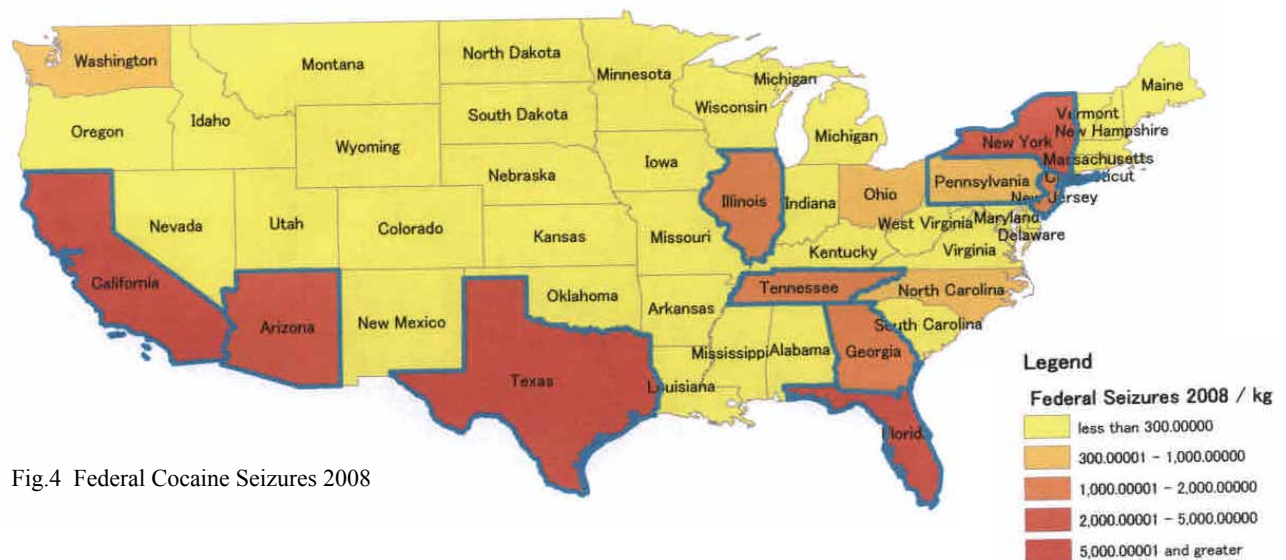 Washington
Montana
North Dakota
Minnesota
Michigan
Maine
Oregon
Idaho
South Dakota
Wisconsin
Michigan
Vermont
New Hampshire
Wyoming
New York
Massachusetts
Iowa
Nebraska
Pennsylvania
New Jersey
Nevada
Utah
Colorado
Illinois
Indiana
Ohio
West Virginia
Maryland
Delaware
Kansas
Missouri
Kentucky
Virginia
California
Arizona
New Mexico
Oklahoma
Arkansas
Tennessee
North Carolina
South Carolina
Texas
Louisiana
Mississippi
Alabama
Georgia
Florid
Legend
Federal Seizures 2008 / kg
less than 300.00000
300.00001 - 1,000.00000
1,000.00001 - 2,000.00000
2,000.00001 - 5,000.00000
5,000.00001 and greater
Fig.4 Federal Cocaine Seizures 2008